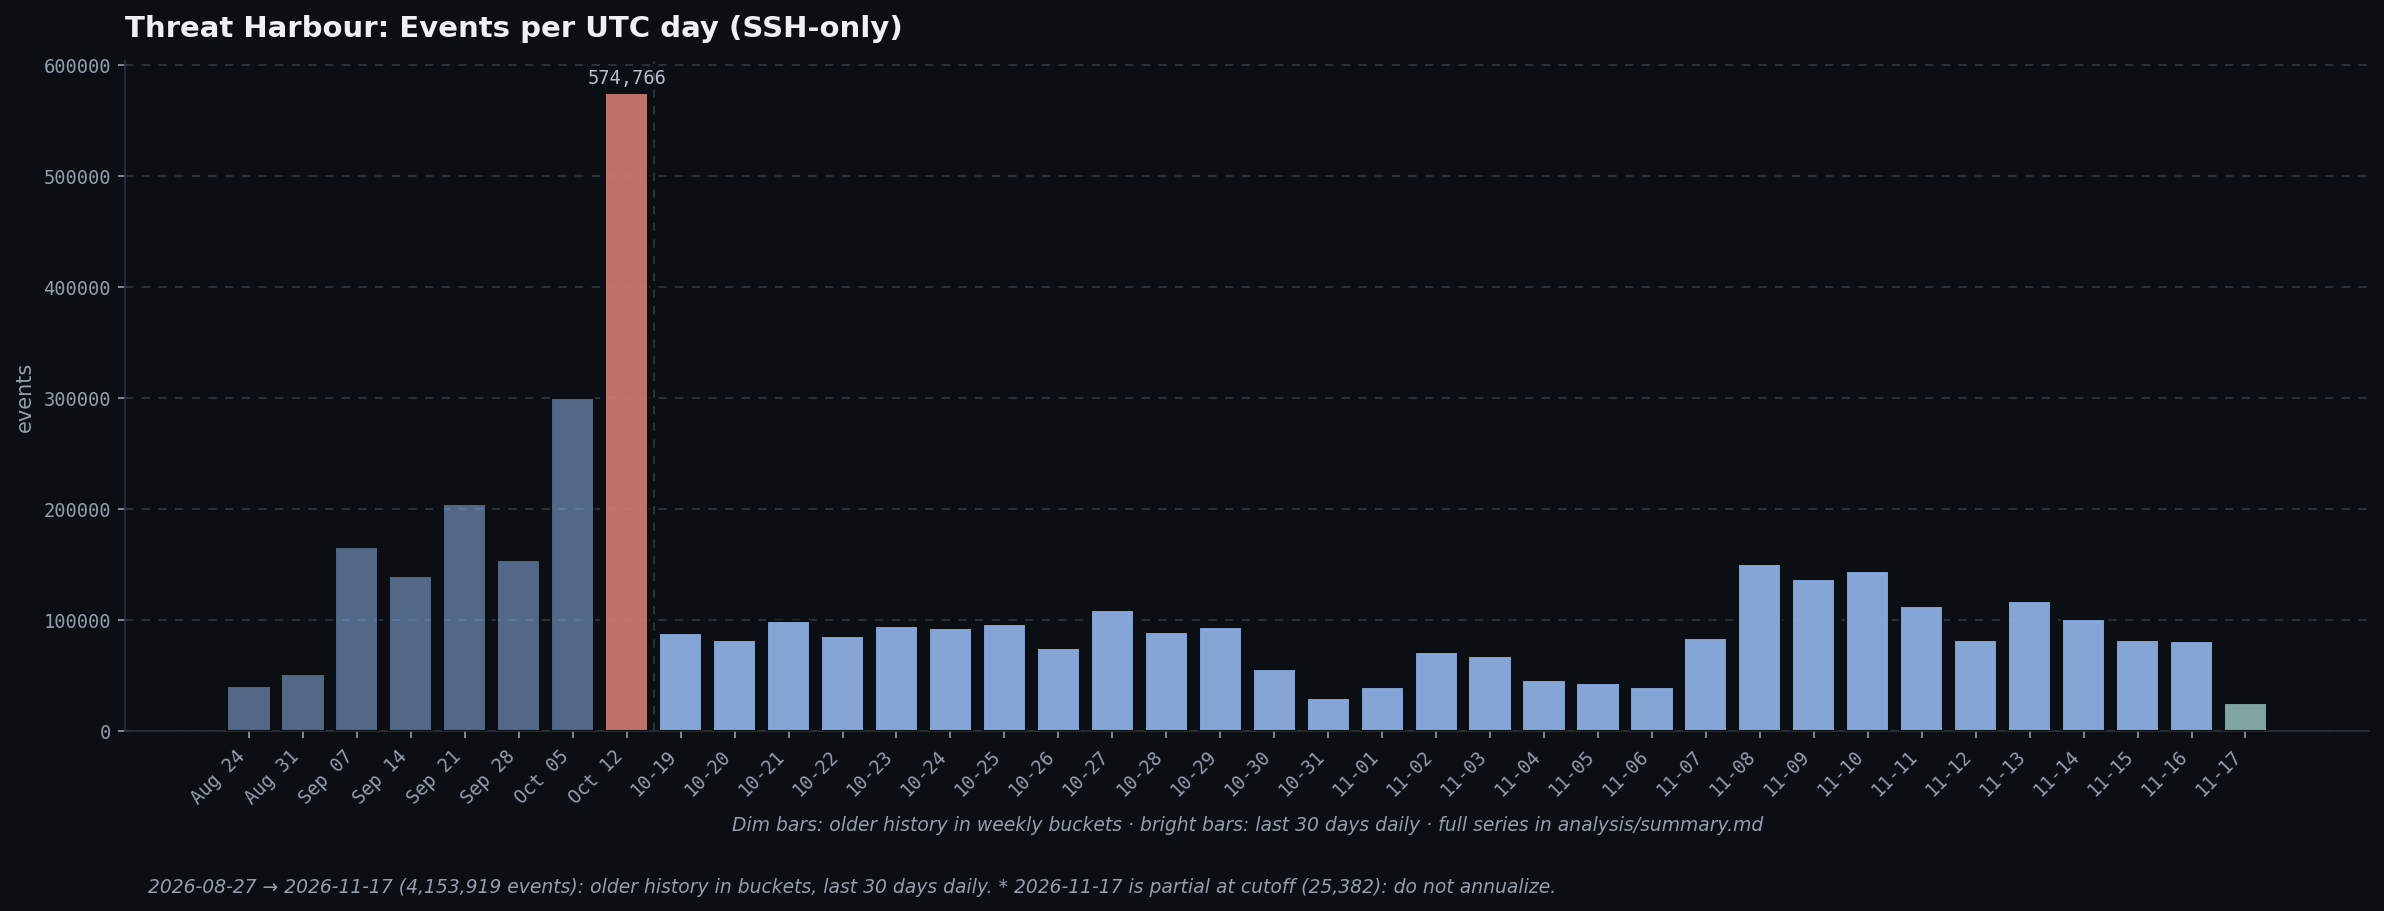 Threat Harbour: Events per UTC day (SSH-only)
600000
574,766
500000
400000
300000
200000
100000
0
events
Aug 24 Aug 31 Sep 07 Sep 14 Sep 21 Sep 28 Oct 05 Oct 12 10-19 10-20 10-21 10-22 10-23 10-24 10-25 10-26 10-27 10-28 10-29 10-30 10-31 11-01 11-02 11-03 11-04 11-05 11-06 11-07 11-08 11-09 11-10 11-11 11-12 11-13 11-14 11-15 11-16 11-17
Dim bars: older history in weekly buckets · bright bars: last 30 days daily · full series in analysis/summary.md
2026-08-27 → 2026-11-17 (4,153,919 events): older history in buckets, last 30 days daily. * 2026-11-17 is partial at cutoff (25,382): do not annualize.